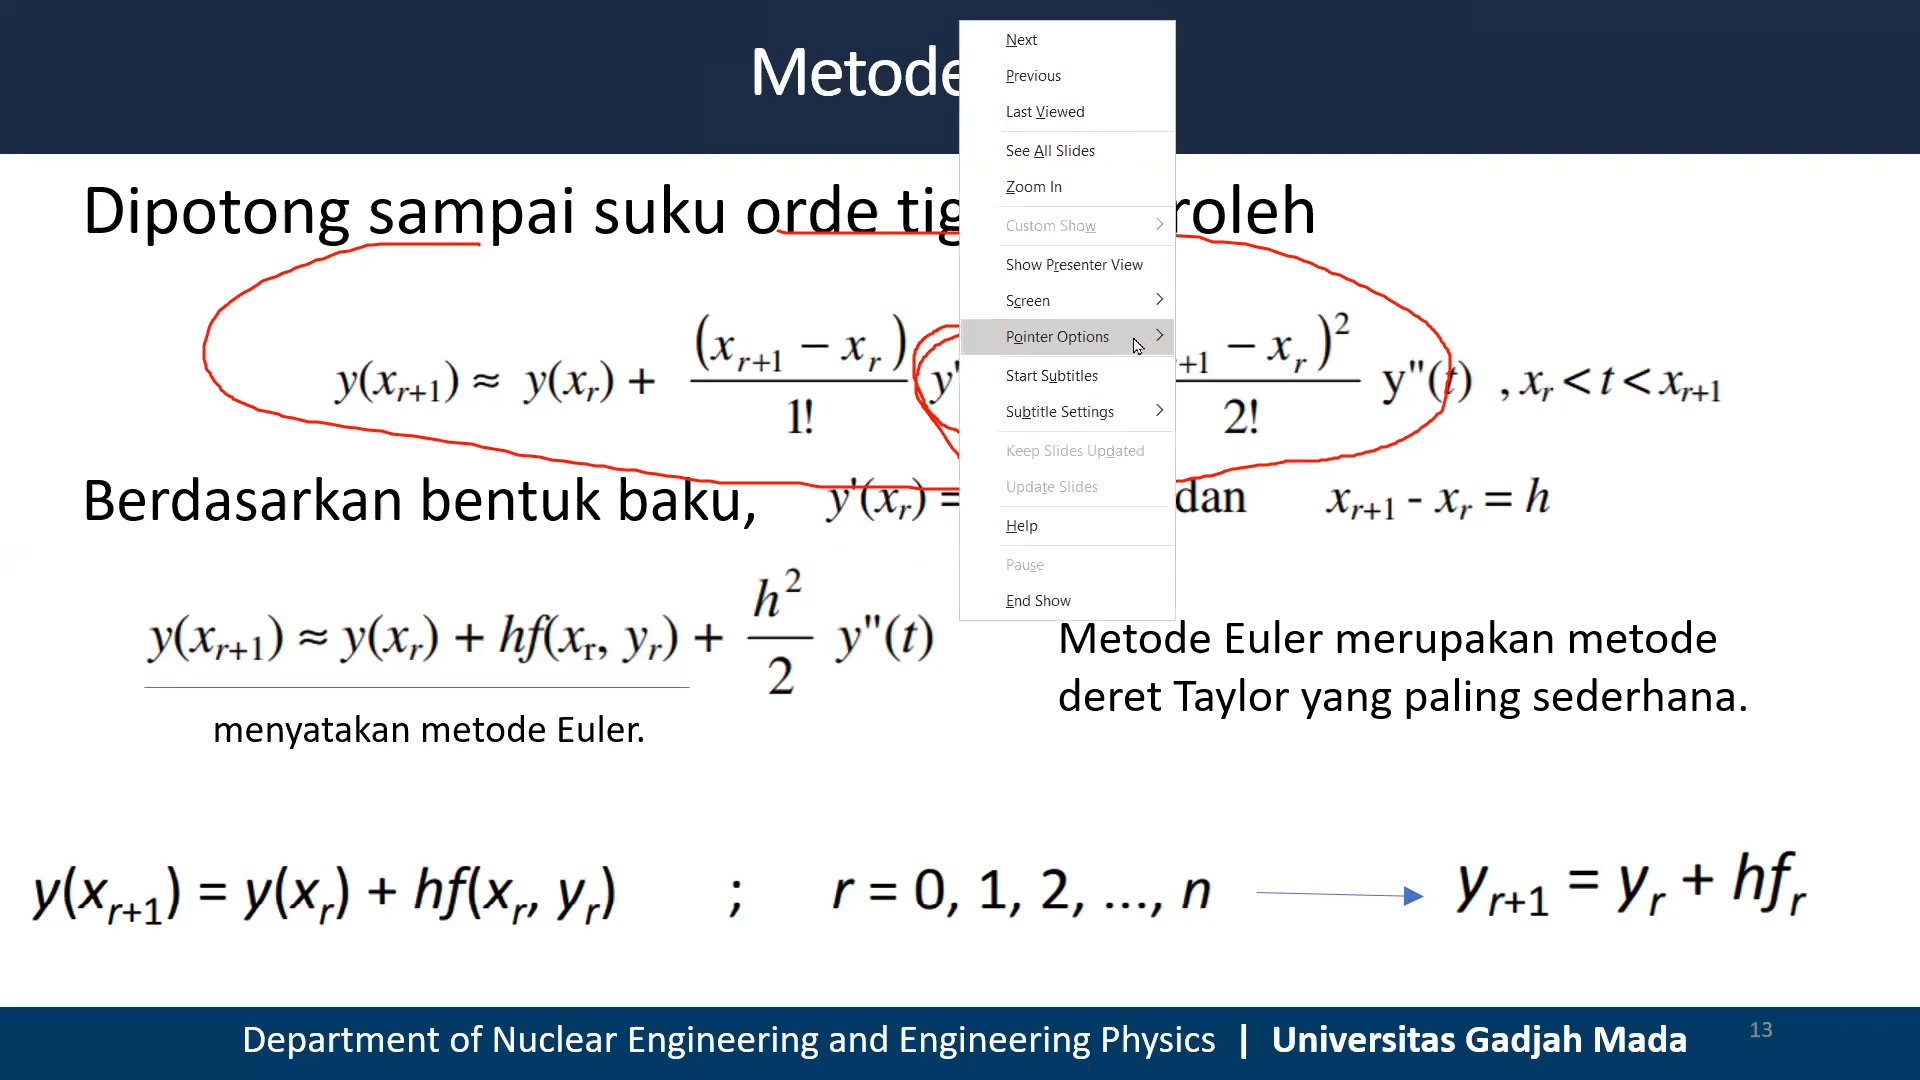 Metode
Dipotong sampai suku orde tig roleh
y(xᵣ₊₁) ≈ y(xᵣ) + (xᵣ₊₁ − xᵣ)/1! y' ₊₁ − xᵣ)²/2! y"(t) , xᵣ < t < xᵣ₊₁
Berdasarkan bentuk baku, y'(xᵣ) = dan xᵣ₊₁ - xᵣ = h
y(xᵣ₊₁) ≈ y(xᵣ) + hf(xᵣ, yᵣ) + h²/2 y"(t)
menyatakan metode Euler.
Metode Euler merupakan metode
deret Taylor yang paling sederhana.
y(xᵣ₊₁) = y(xᵣ) + hf(xᵣ, yᵣ) ; r = 0, 1, 2, ..., n yᵣ₊₁ = yᵣ + hfᵣ
Department of Nuclear Engineering and Engineering Physics | Universitas Gadjah Mada 13
Next
Previous
Last Viewed
See All Slides
Zoom In
Custom Show
Show Presenter View
Screen
Pointer Options
Start Subtitles
Subtitle Settings
Keep Slides Updated
Update Slides
Help
Pause
End Show